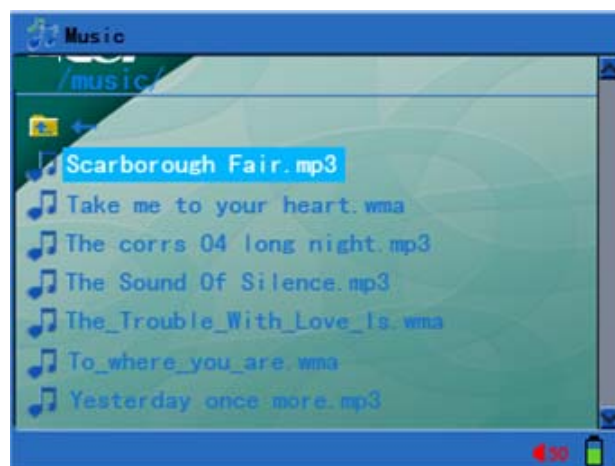 Music
/music/
Scarborough Fair.mp3
Take me to your heart.wma
The corrs 04 long night.mp3
The Sound Of Silence.mp3
The_Trouble_With_Love_Is.wma
To_where_you_are.wma
Yesterday once more.mp3
30